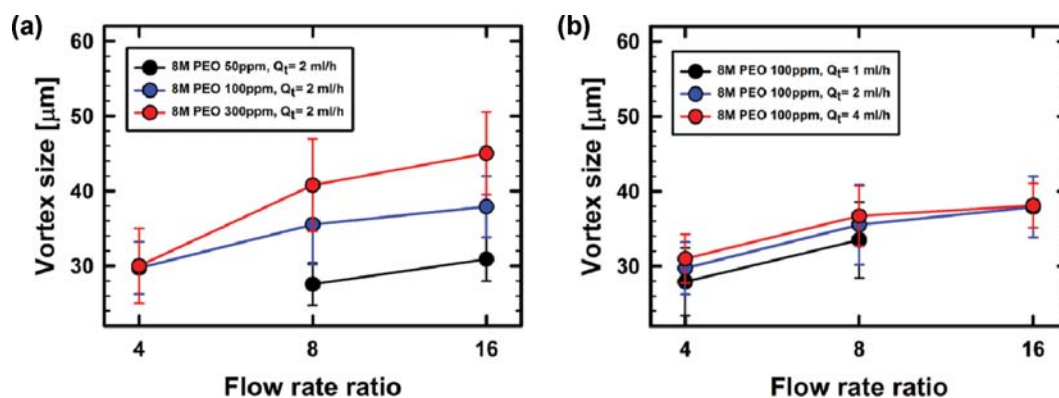 (a)
60
50
40
30
Vortex size [μm]
8M PEO 50ppm, Qt= 2 ml/h
8M PEO 100ppm, Qt= 2 ml/h
8M PEO 300ppm, Qt= 2 ml/h
4 8 16
Flow rate ratio
(b)
60
50
40
30
Vortex size [μm]
8M PEO 100ppm, Qt= 1 ml/h
8M PEO 100ppm, Qt= 2 ml/h
8M PEO 100ppm, Qt= 4 ml/h
4 8 16
Flow rate ratio